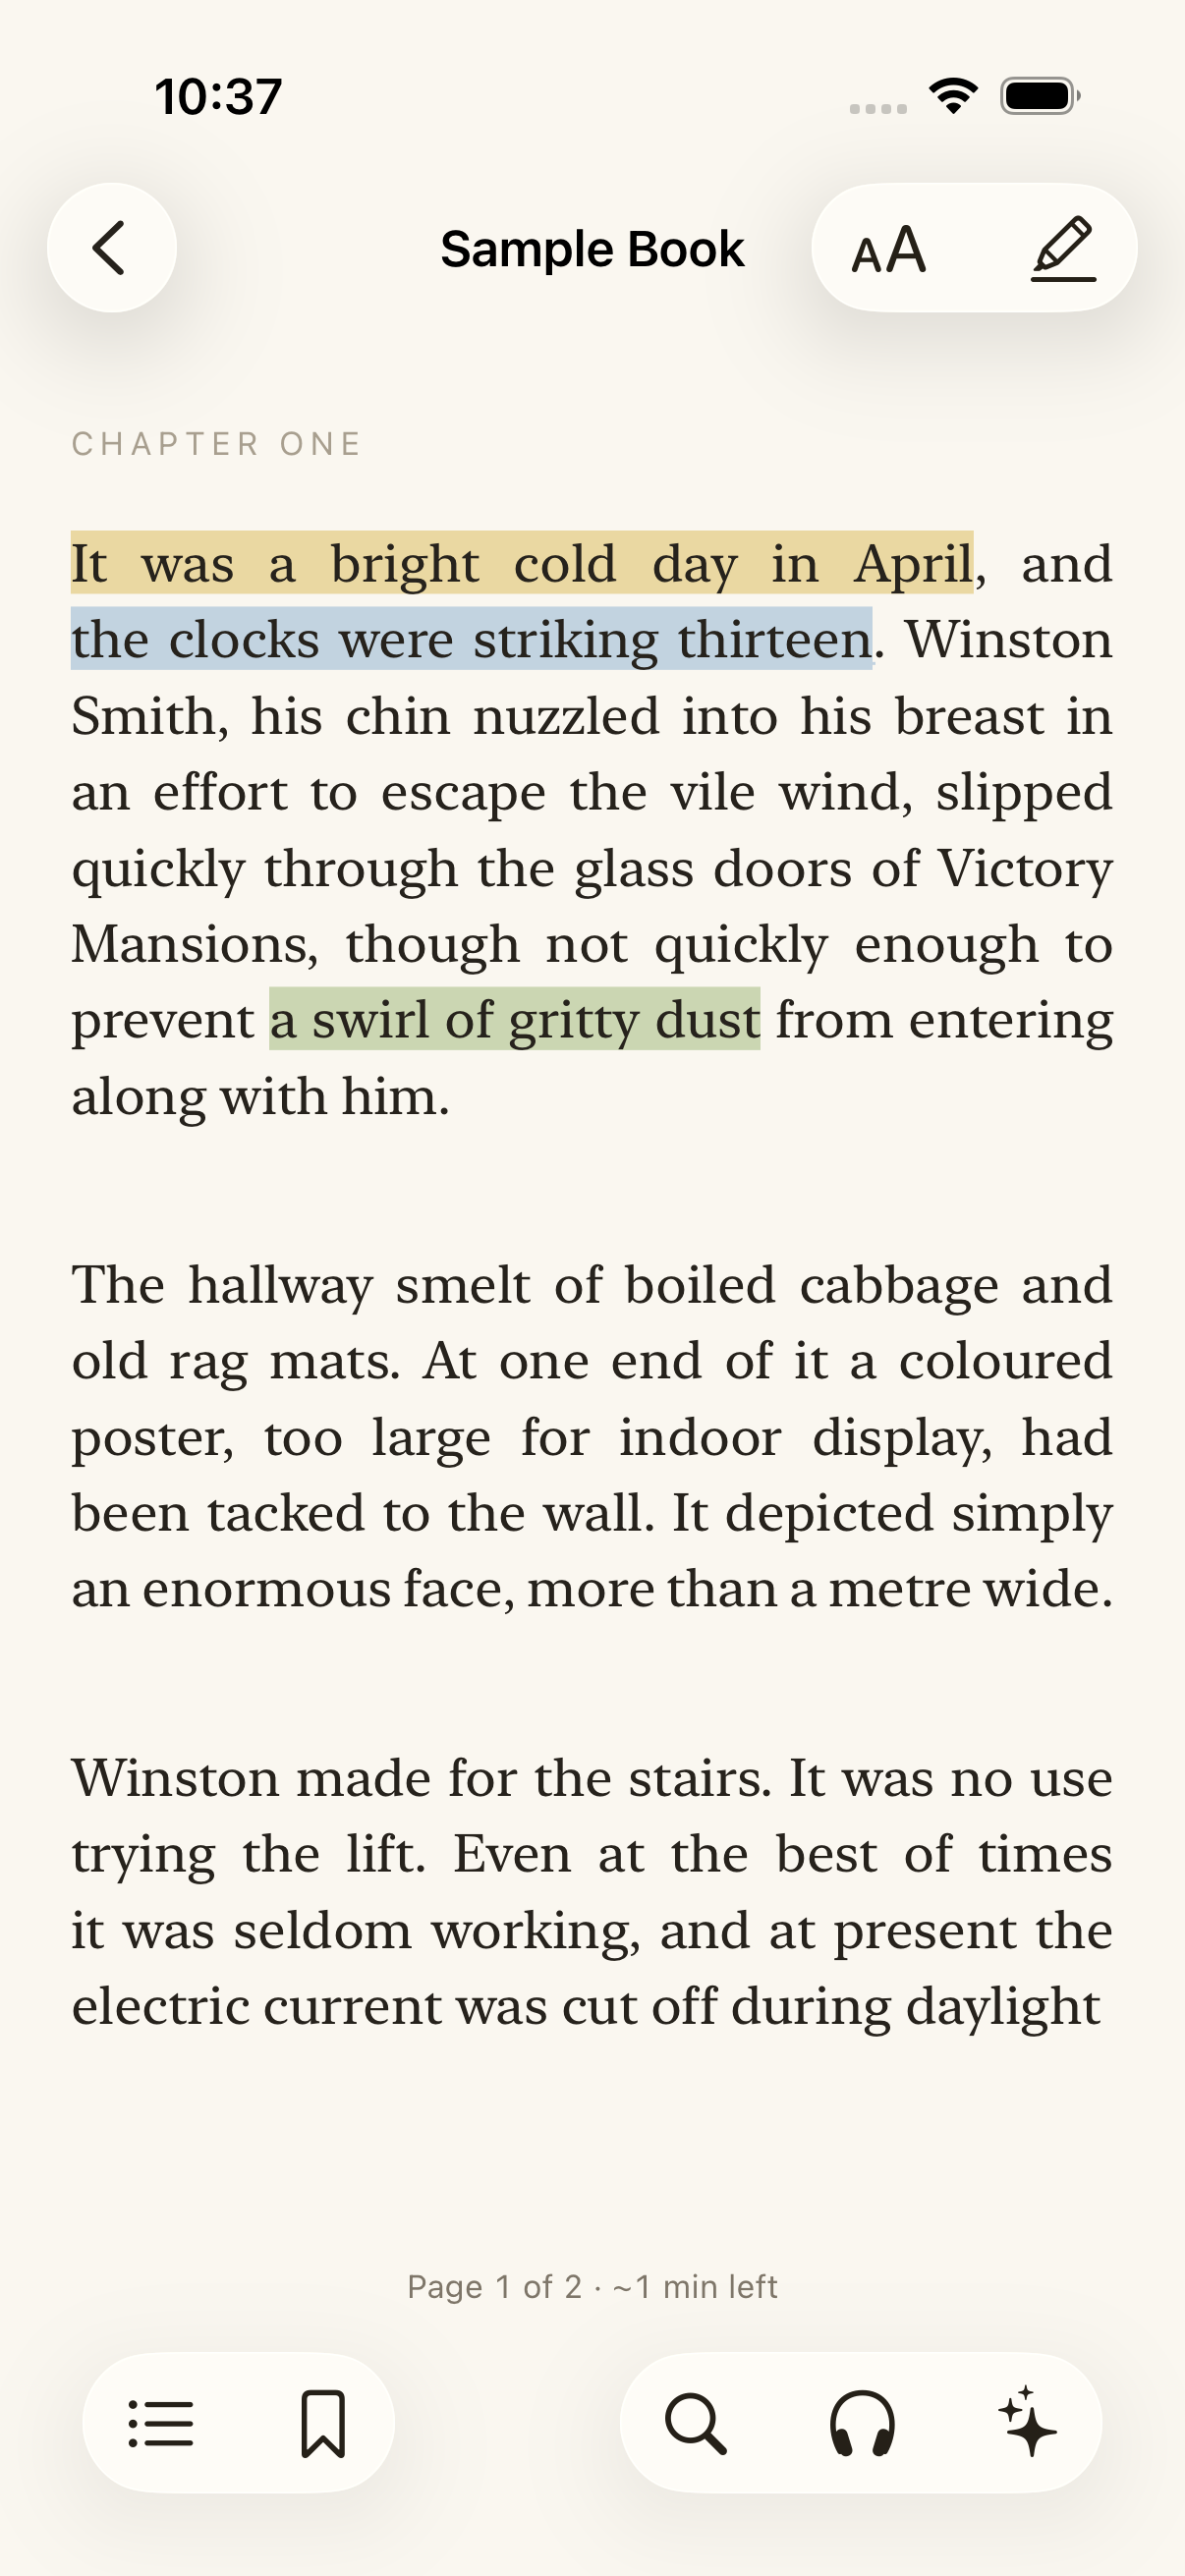 10:37
Sample Book
AA
CHAPTER ONE
It was a bright cold day in April, and
the clocks were striking thirteen. Winston
Smith, his chin nuzzled into his breast in
an effort to escape the vile wind, slipped
quickly through the glass doors of Victory
Mansions, though not quickly enough to
prevent a swirl of gritty dust from entering
along with him.
The hallway smelt of boiled cabbage and
old rag mats. At one end of it a coloured
poster, too large for indoor display, had
been tacked to the wall. It depicted simply
an enormous face, more than a metre wide.
Winston made for the stairs. It was no use
trying the lift. Even at the best of times
it was seldom working, and at present the
electric current was cut off during daylight
Page 1 of 2 · ~1 min left